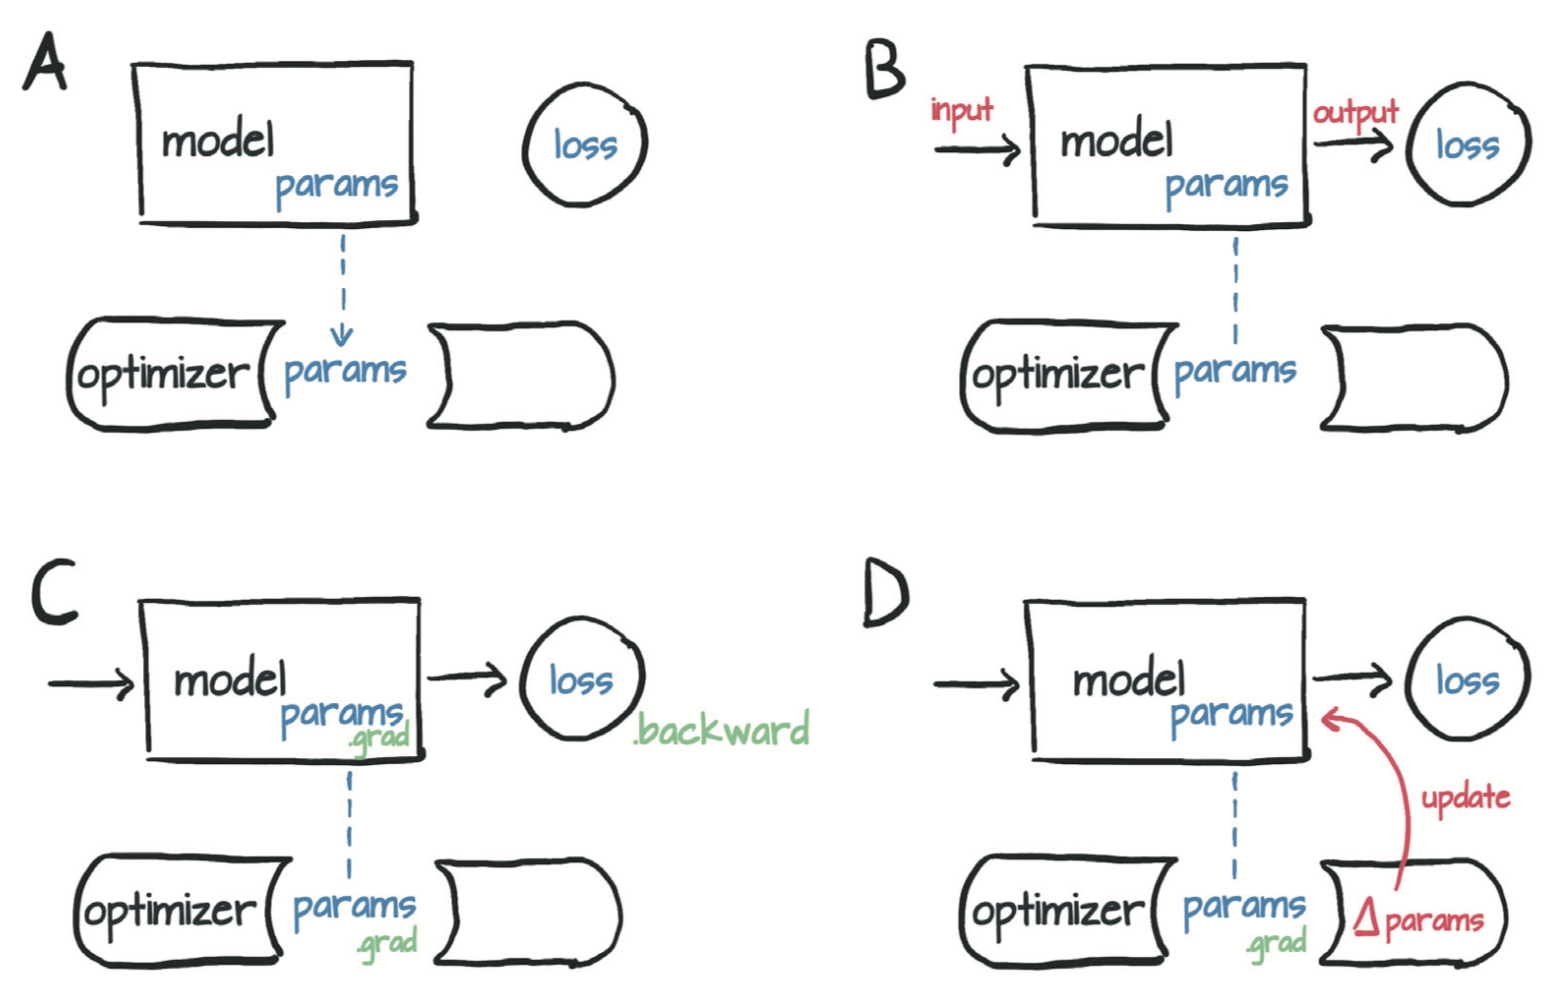 A
model
params
loss
optimizer
params
B
input
model
params
output
loss
optimizer
params
C
model
params
.grad
loss
.backward
optimizer
params
.grad
D
model
params
loss
update
optimizer
params
.grad
Δ params